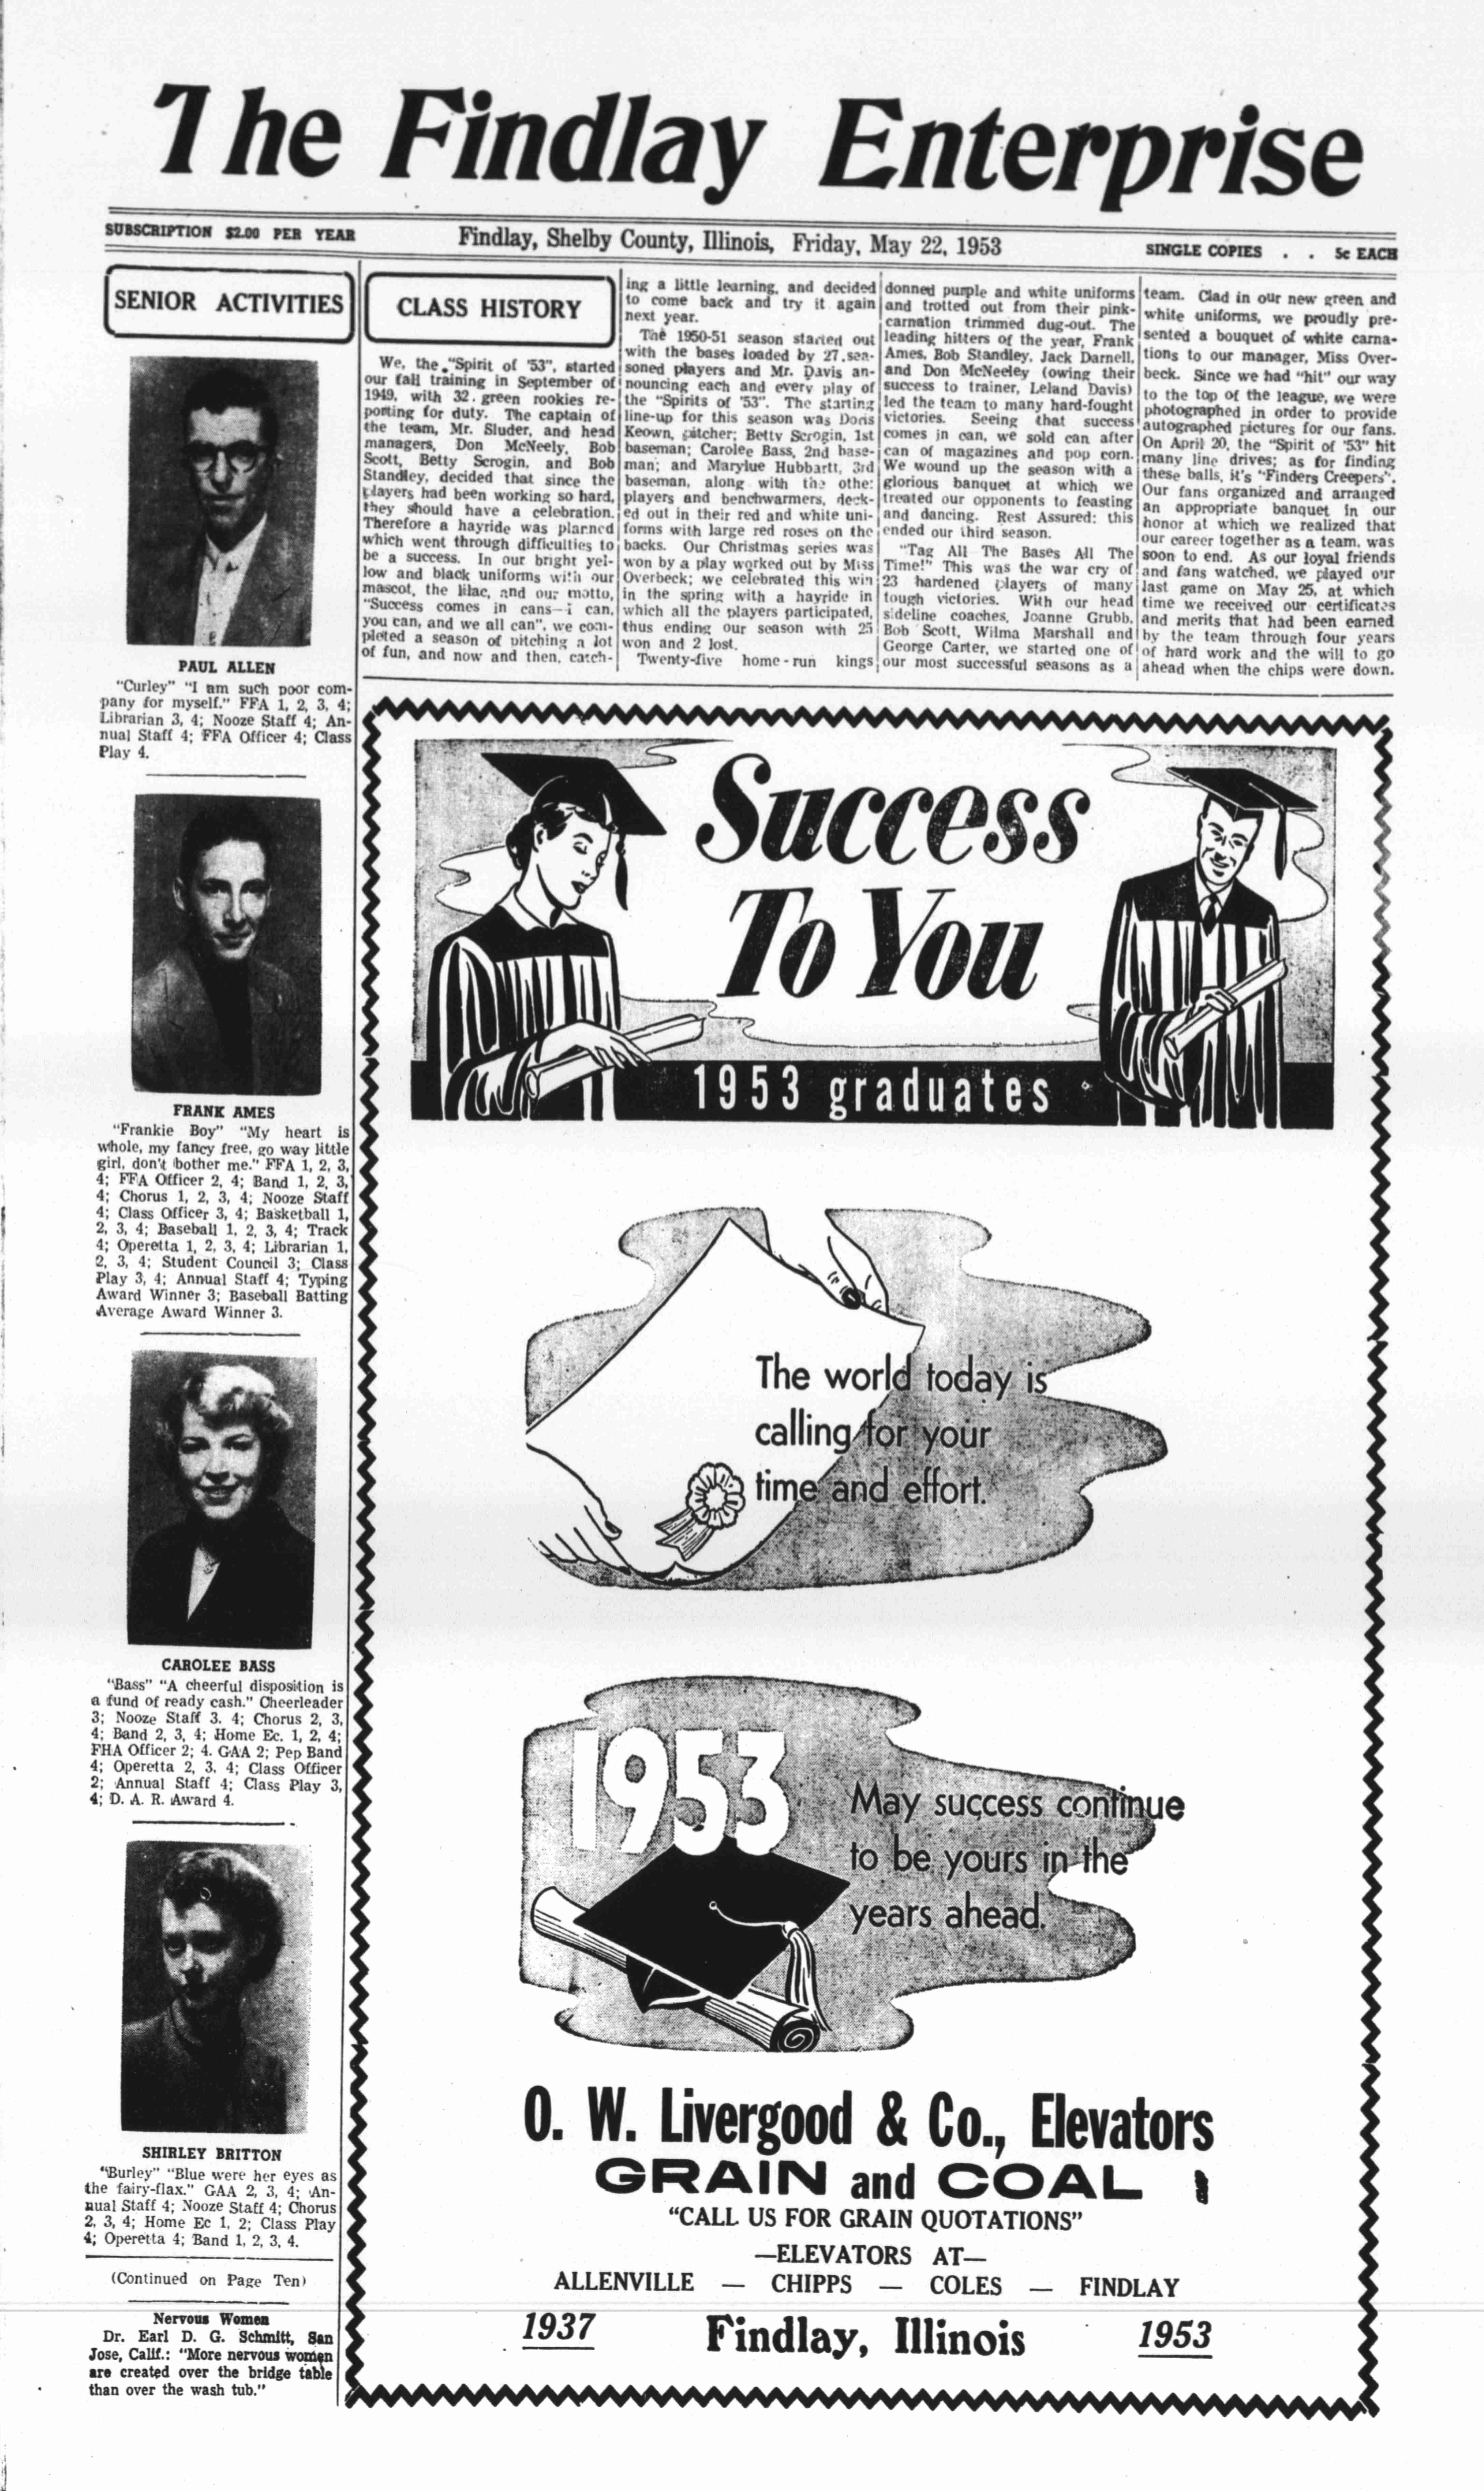 The Findlay Enterprise
SUBSCRIPTION $2.00 PER YEAR
Findlay, Shelby County, Illinois, Friday, May 22, 1953
SINGLE COPIES . . 5c EACH
SENIOR ACTIVITIES
PAUL ALLEN
"Curley" "I am such poor com-
pany for myself." FFA 1, 2, 3, 4;
Librarian 3, 4; Nooze Staff 4; An-
nual Staff 4; FFA Officer 4; Class
Play 4.
FRANK AMES
"Frankie Boy" "My heart is
whole, my fancy free, go way little
girl, don't bother me." FFA 1, 2, 3,
4; FFA Officer 2, 4; Band 1, 2, 3,
4; Chorus 1, 2, 3, 4; Nooze Staff
4; Class Officer 3, 4; Basketball 1,
2, 3, 4; Baseball 1, 2, 3, 4; Track
4; Operetta 1, 2, 3, 4; Librarian 1,
2, 3, 4; Student Council 3; Class
Play 3, 4; Annual Staff 4; Typing
Award Winner 3; Baseball Batting
Average Award Winner 3.
CAROLEE BASS
"Bass" "A cheerful disposition is
a fund of ready cash." Cheerleader
3; Nooze Staff 3, 4; Chorus 2, 3,
4; Band 2, 3, 4; Home Ec. 1, 2, 4;
FHA Officer 2; 4. GAA 2; Pep Band
4; Operetta 2, 3, 4; Class Officer
2; Annual Staff 4; Class Play 3,
4; D. A. R. Award 4.
SHIRLEY BRITTON
"Burley" "Blue were her eyes as
the fairy-flax." GAA 2, 3, 4; An-
nual Staff 4; Nooze Staff 4; Chorus
2, 3, 4; Home Ec 1, 2; Class Play
4; Operetta 4; Band 1, 2, 3, 4.
(Continued on Page Ten)
Nervous Women
Dr. Earl D. G. Schmitt, San
Jose, Calif.: "More nervous women
are created over the bridge table
than over the wash tub."
CLASS HISTORY
We, the "Spirit of '53", started
our fall training in September of
1949, with 32 green rookies re-
porting for duty. The captain of
the team, Mr. Sluder, and head
managers, Don McNeely, Bob
Scott, Betty Scrogin, and Bob
Standley, decided that since the
players had been working so hard,
they should have a celebration.
Therefore a hayride was planned
which went through difficulties to
be a success. In our bright yel-
low and black uniforms with our
mascot, the lilac, and our motto,
"Success comes in cans—i can,
you can, and we all can", we com-
pleted a season of pitching a lot
of fun, and now and then, catch-
ing a little learning, and decided
to come back and try it again
next year.
The 1950-51 season started out
with the bases loaded by 27 sea-
soned players and Mr. Davis an-
nouncing each and every play of
the "Spirits of '53". The starting
line-up for this season was Doris
Keown, pitcher; Betty Scrogin, 1st
baseman; Carolee Bass, 2nd base-
man; and Marylue Hubbartt, 3rd
baseman, along with the other
players and benchwarmers, deck-
ed out in their red and white uni-
forms with large red roses on the
backs. Our Christmas series was
won by a play worked out by Miss
Overbeck; we celebrated this win
in the spring with a hayride in
which all the players participated,
thus ending our season with 25
won and 2 lost.
Twenty-five home-run kings
donned purple and white uniforms
and trotted out from their pink-
carnation trimmed dug-out. The
leading hitters of the year, Frank
Ames, Bob Standley, Jack Darnell,
and Don McNeeley (owing their
success to trainer, Leland Davis)
led the team to many hard-fought
victories. Seeing that success
comes in can, we sold can after
can of magazines and pop corn.
We wound up the season with a
glorious banquet at which we
treated our opponents to feasting
and dancing. Rest Assured: this
ended our third season.
"Tag All The Bases All The
Time!" This was the war cry of
23 hardened players of many
tough victories. With our head
sideline coaches, Joanne Grubb,
Bob Scott, Wilma Marshall and
George Carter, we started one of
our most successful seasons as a
team. Clad in our new green and
white uniforms, we proudly pre-
sented a bouquet of white carna-
tions to our manager, Miss Over-
beck. Since we had "hit" our way
to the top of the league, we were
photographed in order to provide
autographed pictures for our fans.
On April 20, the "Spirit of '53" hit
many line drives; as for finding
these balls, it's "Finders Creepers".
Our fans organized and arranged
an appropriate banquet in our
honor at which we realized that
our career together as a team, was
soon to end. As our loyal friends
and fans watched, we played our
last game on May 25, at which
time we received our certificates
and merits that had been earned
by the team through four years
of hard work and the will to go
ahead when the chips were down.
Success
To You
1953 graduates
The world today is
calling for your
time and effort.
1953
May success continue
to be yours in the
years ahead.
O. W. Livergood & Co., Elevators
GRAIN and COAL
"CALL US FOR GRAIN QUOTATIONS"
—ELEVATORS AT—
ALLENVILLE — CHIPPS — COLES — FINDLAY
1937 Findlay, Illinois 1953